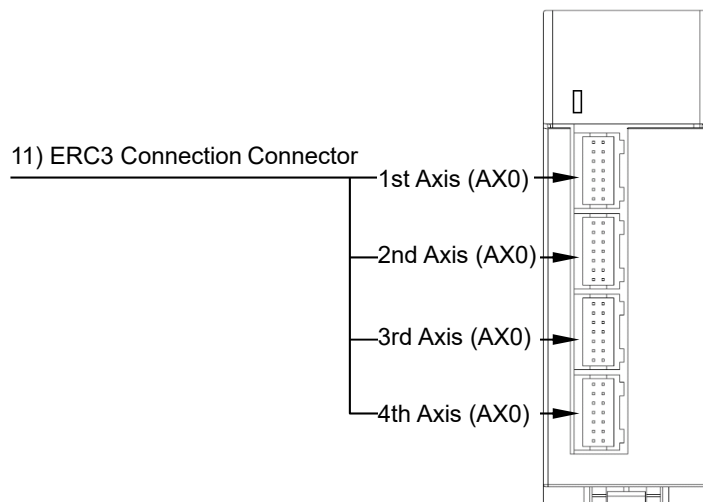 11) ERC3 Connection Connector
1st Axis (AX0)
2nd Axis (AX0)
3rd Axis (AX0)
4th Axis (AX0)